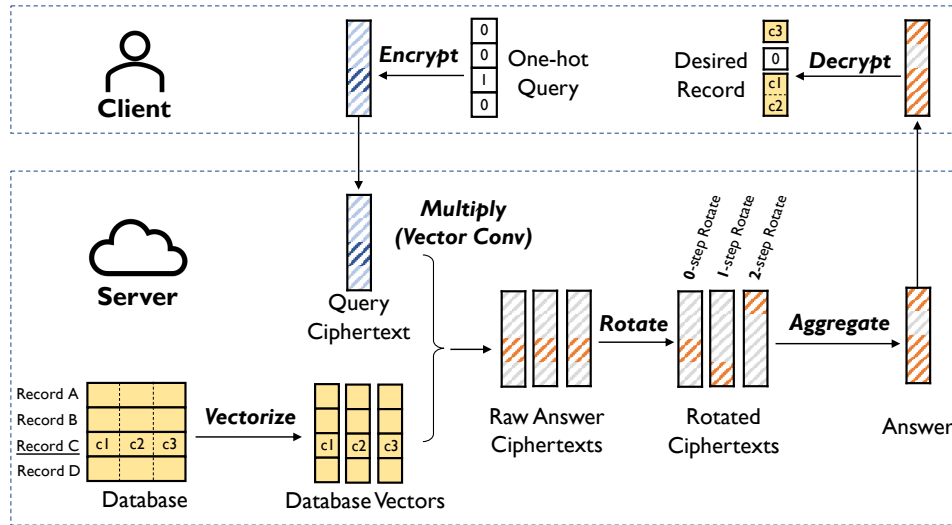 Client
Encrypt
0
0
1
0
One-hot
Query
Desired
Record
c3
0
c1
c2
Decrypt
Server
Query
Ciphertext
Multiply
(Vector Conv)
Record A
Record B
Record C
Record D
c1 c2 c3
Database
Vectorize
c1 c2 c3
Database Vectors
Raw Answer
Ciphertexts
Rotate
0-step Rotate
1-step Rotate
2-step Rotate
Rotated
Ciphertexts
Aggregate
Answer